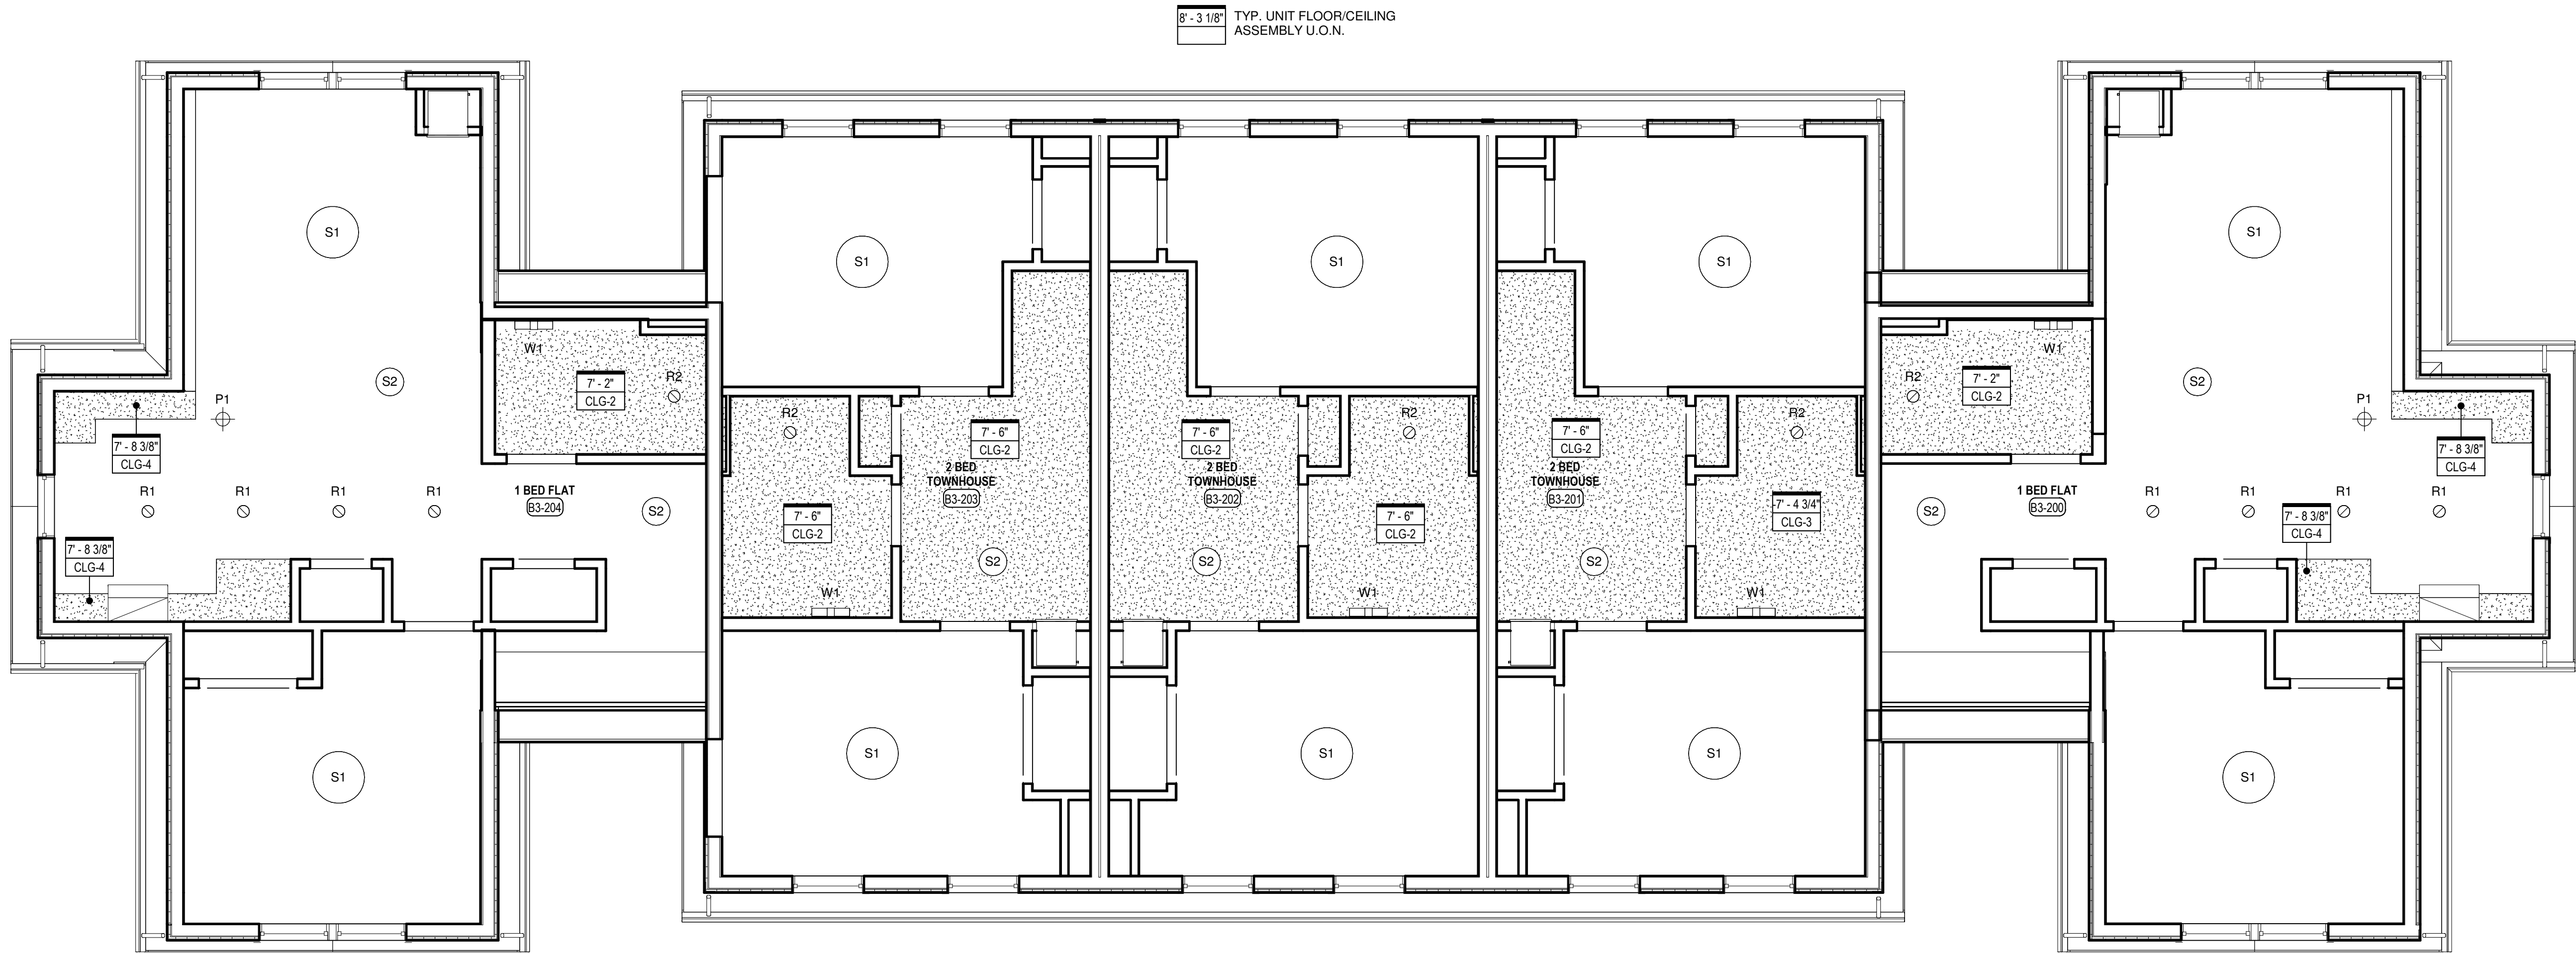 8' - 3 1/8" TYP. UNIT FLOOR/CEILING
ASSEMBLY U.O.N.
S1
S1
S1
S1
S1
S1
S1
S2
S2
W1
W1
R2
R2
7' - 2"
CLG-2
7' - 2"
CLG-2
P1
P1
R2
R2
R2
7' - 8 3/8"
CLG-4
7' - 6"
CLG-2
7' - 6"
CLG-2
7' - 6"
CLG-2
7' - 8 3/8"
CLG-4
2 BED
TOWNHOUSE
B3-203
2 BED
TOWNHOUSE
B3-202
2 BED
TOWNHOUSE
B3-201
R1
R1
R1
R1
1 BED FLAT
B3-204
S2
7' - 6"
CLG-2
7' - 6"
CLG-2
7' - 4 3/4"
CLG-3
S2
1 BED FLAT
B3-200
R1
R1
R1
R1
7' - 8 3/8"
CLG-4
7' - 8 3/8"
CLG-4
S2
S2
S2
W1
W1
W1
S1
S1
S1
S1
S1